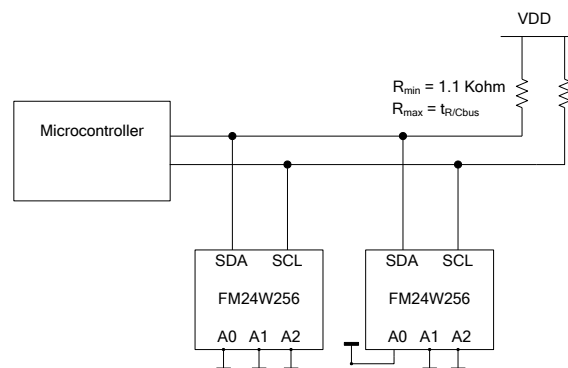 VDD
Rmin = 1.1 Kohm
Rmax = tR/Cbus
Microcontroller
SDA SCL
SDA SCL
FM24W256
FM24W256
A0 A1 A2
A0 A1 A2